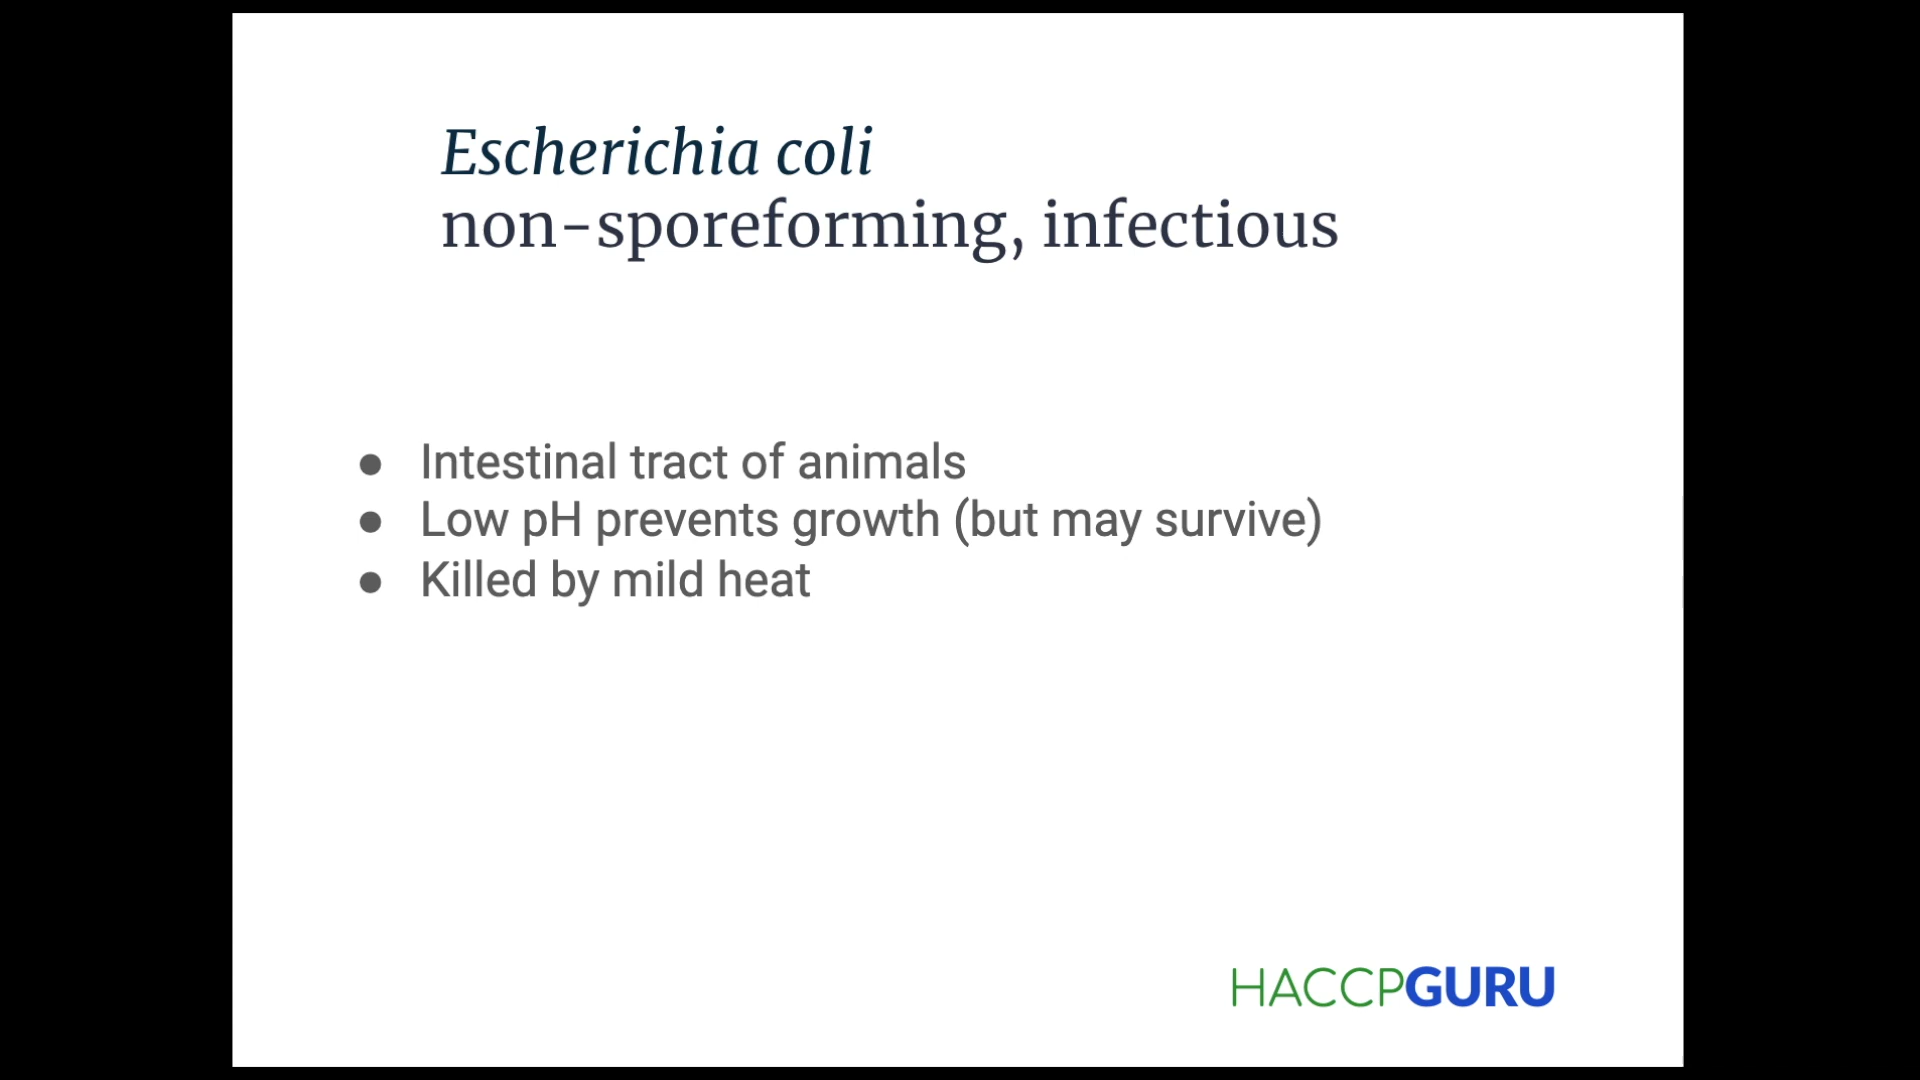 Escherichia coli
non-sporeforming, infectious
● Intestinal tract of animals
● Low pH prevents growth (but may survive)
● Killed by mild heat
HACCPGURU